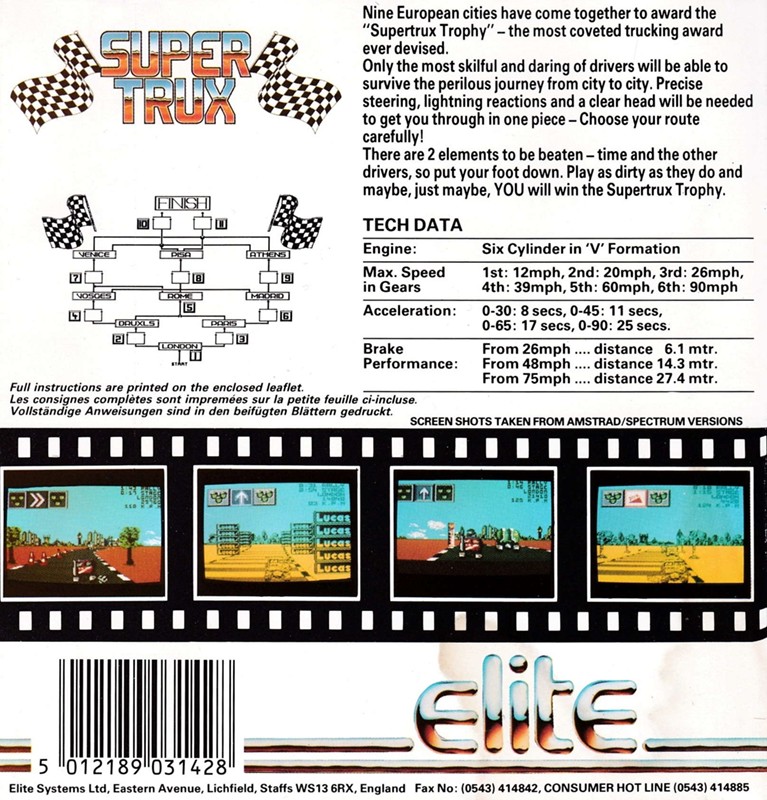 SUPER
TRUX
Nine European cities have come together to award the
“Supertrux Trophy” – the most coveted trucking award
ever devised.
Only the most skilful and daring of drivers will be able to
survive the perilous journey from city to city. Precise
steering, lightning reactions and a clear head will be needed
to get you through in one piece – Choose your route
carefully!
There are 2 elements to be beaten – time and the other
drivers, so put your foot down. Play as dirty as they do and
maybe, just maybe, YOU will win the Supertrux Trophy.
FINISH
10
11
VENICE
PISA
ATHENS
7
8
9
VOSGES
ROME
MADRID
4
5
6
BRUXLS
PARIS
2
3
LONDON
1
START
TECH DATA
Engine: Six Cylinder in ‘V’ Formation
Max. Speed 1st: 12mph, 2nd: 20mph, 3rd: 26mph,
in Gears 4th: 39mph, 5th: 60mph, 6th: 90mph
Acceleration: 0-30: 8 secs, 0-45: 11 secs,
0-65: 17 secs, 0-90: 25 secs.
Brake From 26mph .... distance 6.1 mtr.
Performance: From 48mph .... distance 14.3 mtr.
From 75mph .... distance 27.4 mtr.
Full instructions are printed on the enclosed leaflet.
Les consignes complètes sont impremées sur la petite feuille ci-incluse.
Vollständige Anweisungen sind in den beifügten Blättern gedruckt.
SCREEN SHOTS TAKEN FROM AMSTRAD/SPECTRUM VERSIONS
Lucas
Lucas
Lucas
Lucas
Lucas
elite
5 012189 031428
Elite Systems Ltd, Eastern Avenue, Lichfield, Staffs WS13 6RX, England Fax No: (0543) 414842, CONSUMER HOT LINE (0543) 414885